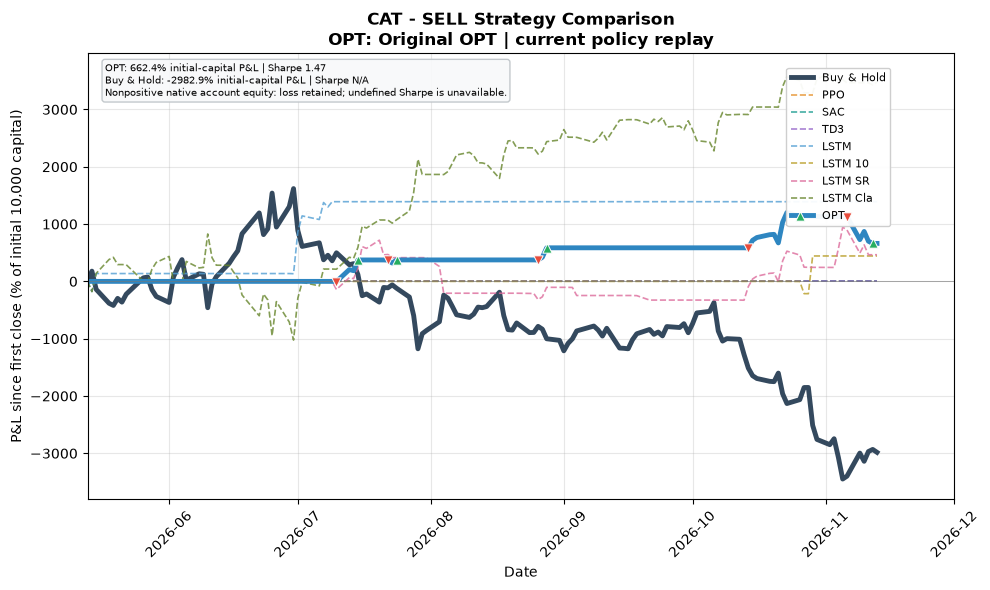 CAT - SELL Strategy Comparison
OPT: Original OPT | current policy replay
OPT: 662.4% initial-capital P&L | Sharpe 1.47
Buy & Hold: -2982.9% initial-capital P&L | Sharpe N/A
Nonpositive native account equity: loss retained; undefined Sharpe is unavailable.
Buy & Hold
PPO
SAC
TD3
LSTM
LSTM 10
LSTM SR
LSTM Cla
OPT
P&L since first close (% of initial 10,000 capital)
3000
2000
1000
0
−1000
−2000
−3000
2026-06
2026-07
2026-08
2026-09
2026-10
2026-11
2026-12
Date